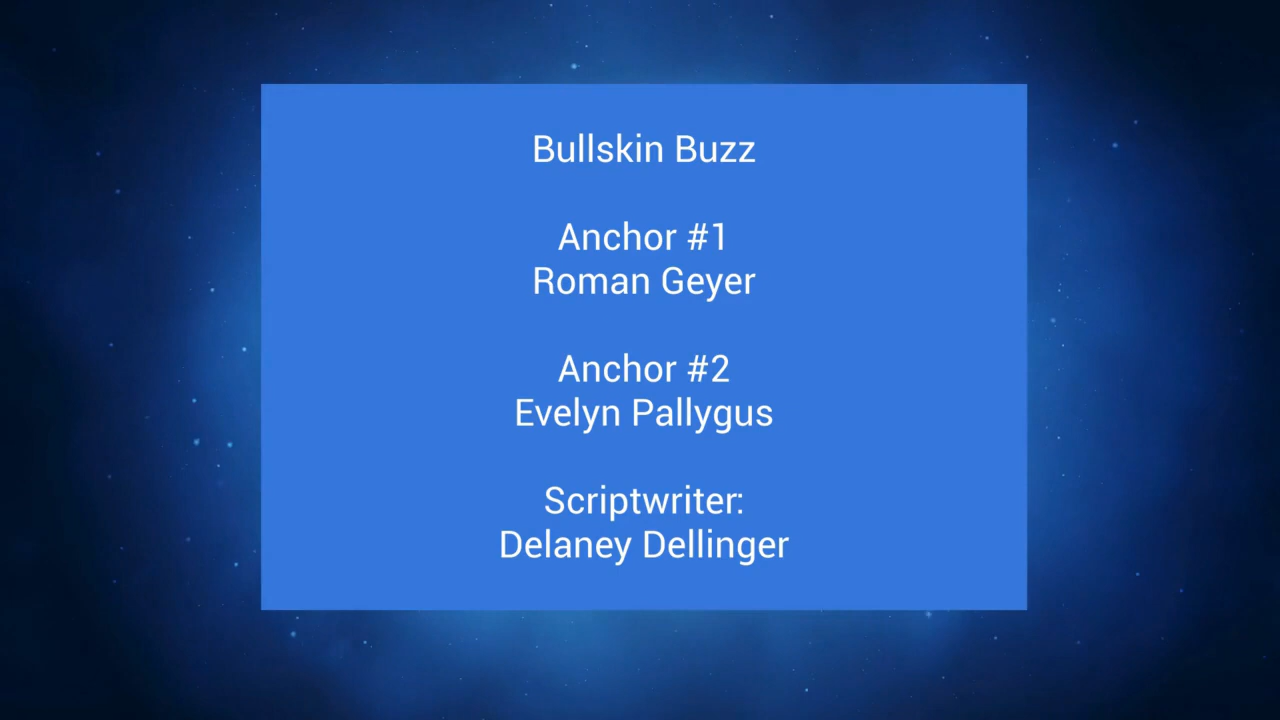 Bullskin Buzz
Anchor #1
Roman Geyer
Anchor #2
Evelyn Pallygus
Scriptwriter:
Delaney Dellinger